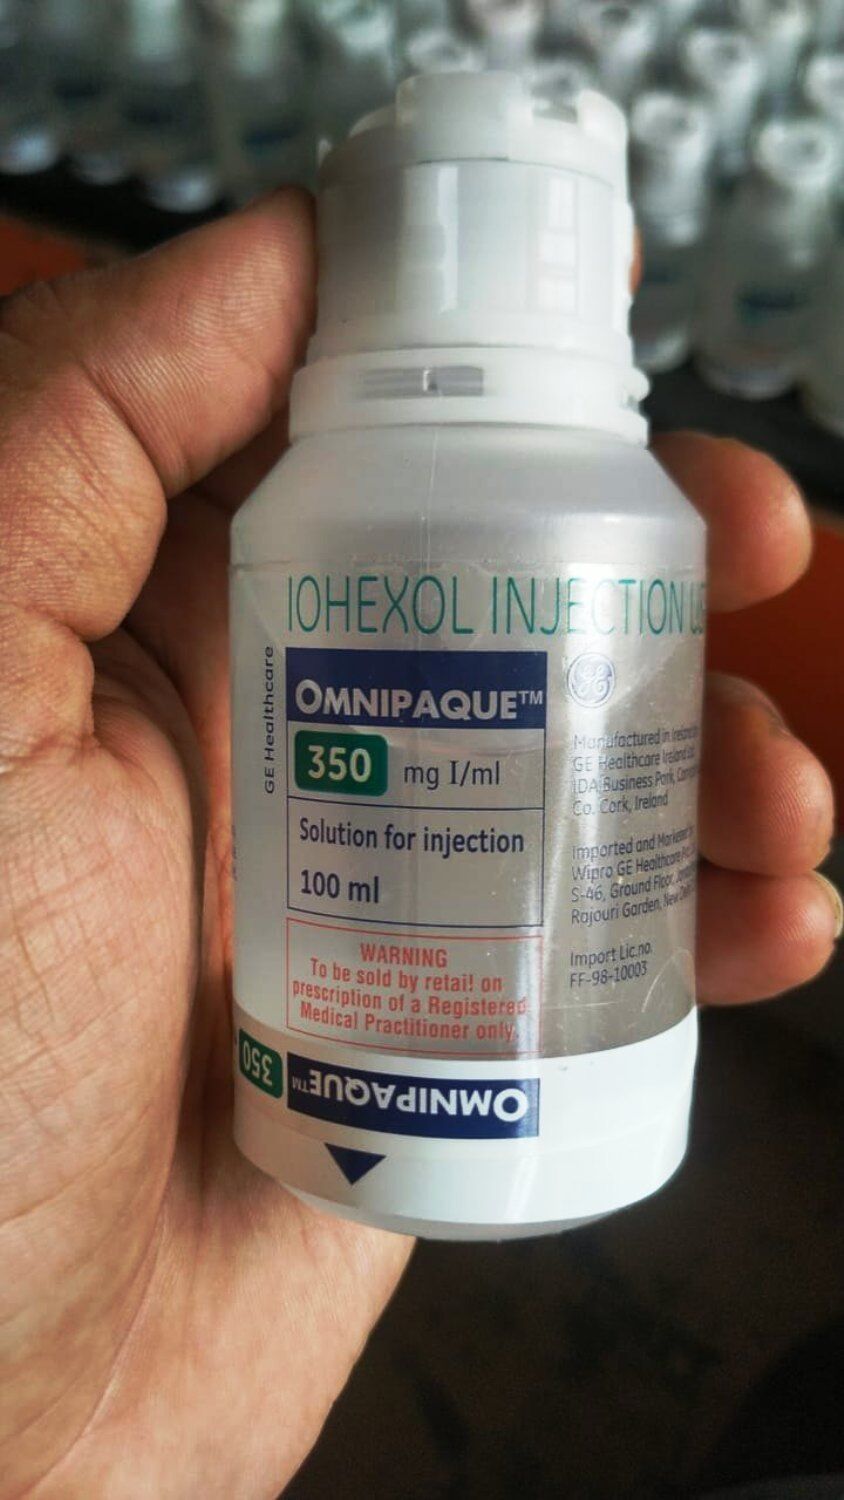 IOHEXOL INJECTION
GE Healthcare
OMNIPAQUE™
350 mg I/ml
Solution for injection
100 ml
WARNING
To be sold by retail on
prescription of a Registered
Medical Practitioner only.
Manufactured in Ireland by
GE Healthcare Ireland
IDA Business Park,
Co. Cork, Ireland
Imported and Marketed by
Wipro GE Healthcare
S-46, Ground Floor,
Rajouri Garden, New
Import Lic.no.
FF-98-10003
350
OMNIPAQUE™